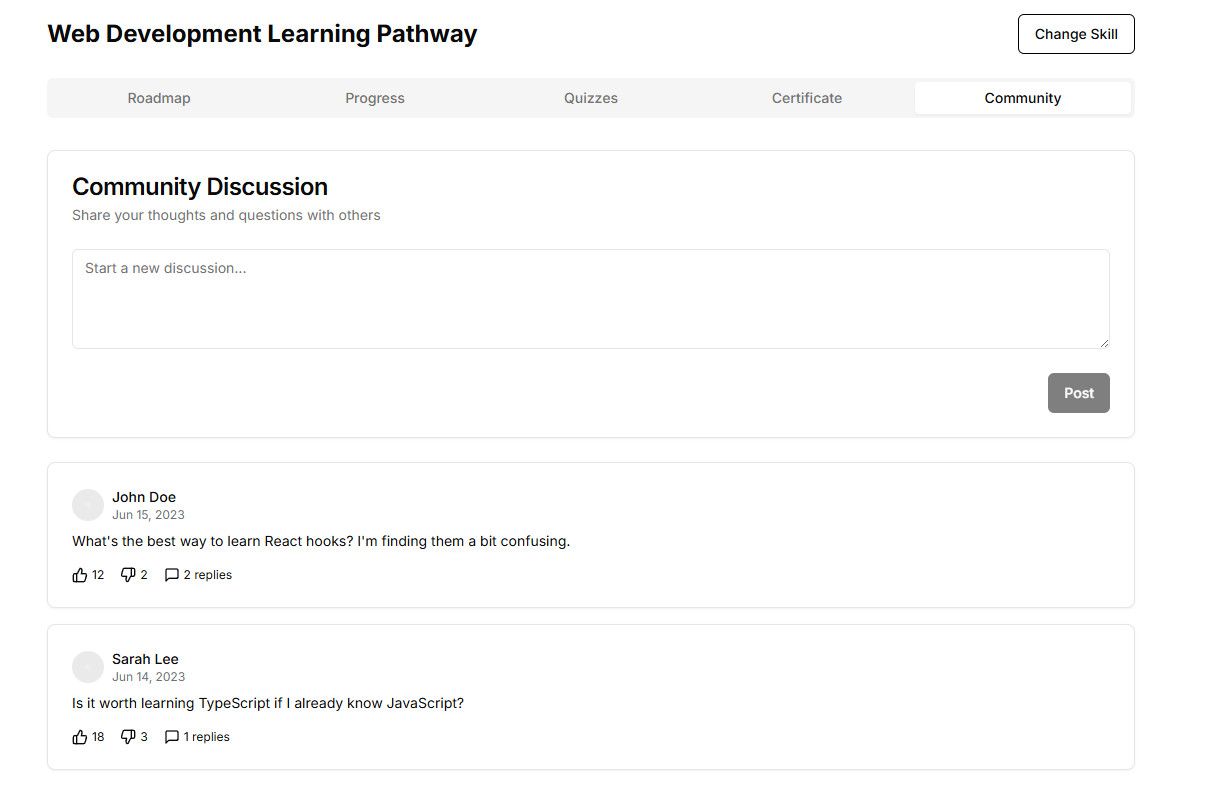 Web Development Learning Pathway
Change Skill
Roadmap Progress Quizzes Certificate Community
Community Discussion
Share your thoughts and questions with others
Start a new discussion...
Post
John Doe
Jun 15, 2023
What's the best way to learn React hooks? I'm finding them a bit confusing.
12 2 2 replies
Sarah Lee
Jun 14, 2023
Is it worth learning TypeScript if I already know JavaScript?
18 3 1 replies